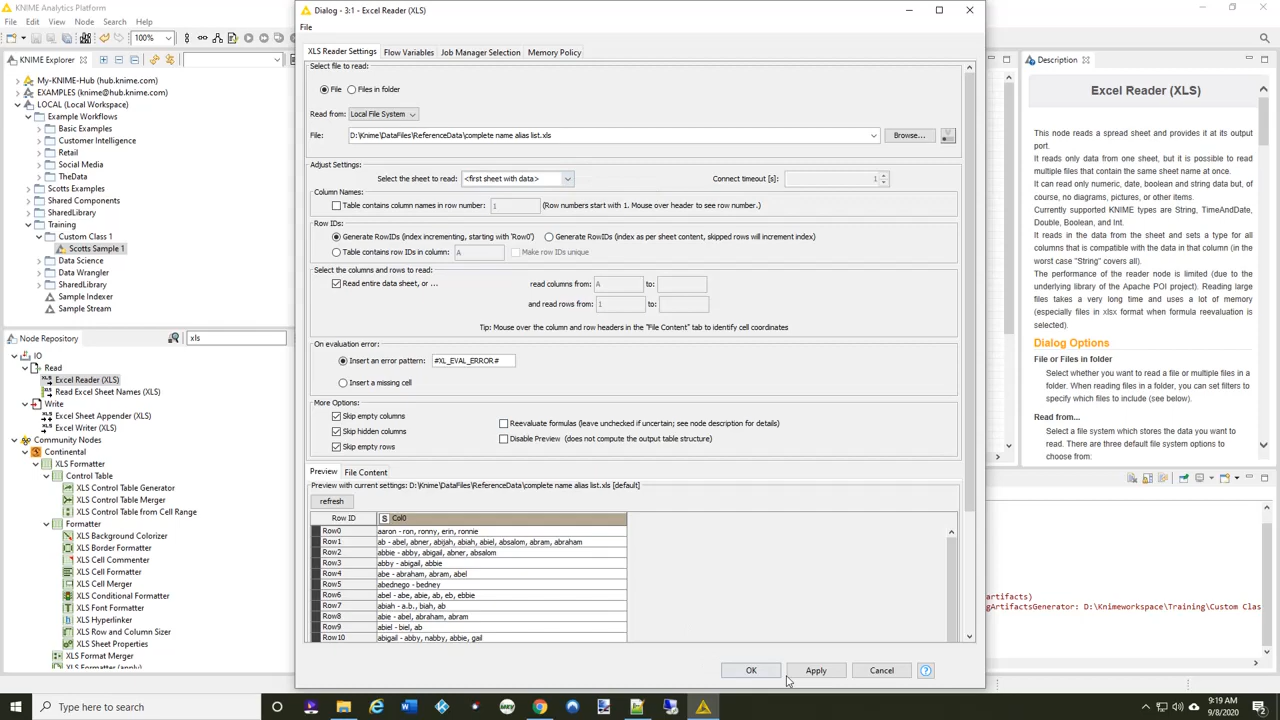 KNIME Analytics Platform
File Edit View Node Search Help
100%
KNIME Explorer
My-KNIME-Hub (hub.knime.com)
EXAMPLES (knime@hub.knime.com)
LOCAL (Local Workspace)
Example Workflows
Basic Examples
Customer Intelligence
Retail
Social Media
TheData
Scotts Examples
Shared Components
SharedLibrary
Training
Custom Class 1
Scotts Sample 1
Data Science
Data Wrangler
SharedLibrary
Sample Indexer
Sample Stream
Node Repository
xls
IO
Read
Excel Reader (XLS)
Read Excel Sheet Names (XLS)
Write
Excel Sheet Appender (XLS)
Excel Writer (XLS)
Community Nodes
Continental
XLS Formatter
Control Table
XLS Control Table Generator
XLS Control Table Merger
XLS Control Table from Cell Range
Formatter
XLS Background Colorizer
XLS Border Formatter
XLS Cell Commenter
XLS Cell Formatter
XLS Cell Merger
XLS Conditional Formatter
XLS Font Formatter
XLS Hyperlinker
XLS Row and Column Sizer
XLS Sheet Properties
XLS Format Merger
XLS Formatter (apply)
Dialog - 3:1 - Excel Reader (XLS)
File
XLS Reader Settings Flow Variables Job Manager Selection Memory Policy
Select file to read:
File Files in folder
Read from: Local File System
File: D:\Knime\DataFiles\ReferenceData\complete name alias list.xls Browse...
Adjust Settings:
Select the sheet to read: <first sheet with data> Connect timeout [s]: 1
Column Names:
Table contains column names in row number: 1 (Row numbers start with 1. Mouse over header to see row number.)
Row IDs:
Generate RowIDs (index incrementing, starting with 'Row0') Generate RowIDs (index as per sheet content, skipped rows will increment index)
Table contains row IDs in column: A Make row IDs unique
Select the columns and rows to read:
Read entire data sheet, or ... read columns from: A to:
and read rows from: 1 to:
Tip: Mouse over the column and row headers in the "File Content" tab to identify cell coordinates
On evaluation error:
Insert an error pattern: #XL_EVAL_ERROR#
Insert a missing cell
More Options:
Skip empty columns
Reevaluate formulas (leave unchecked if uncertain; see node description for details)
Skip hidden columns
Disable Preview (does not compute the output table structure)
Skip empty rows
Preview File Content
Preview with current settings: D:\Knime\DataFiles\ReferenceData\complete name alias list.xls [default]
refresh
Row ID S Col0
Row0 aaron - ron, ronny, erin, ronnie
Row1 ab - abel, abner, abijah, abiah, abiel, absalom, abram, abraham
Row2 abbie - abby, abigail, abner, absalom
Row3 abby - abigail, abbie
Row4 abe - abraham, abram, abel
Row5 abednego - bedney
Row6 abel - abe, abie, ab, eb, ebbie
Row7 abiah - a.b., biah, ab
Row8 abie - abel, abraham, abram
Row9 abiel - biel, ab
Row10 abigail - abby, nabby, abbie, gail
OK Apply Cancel ?
Description
Excel Reader (XLS)
This node reads a spread sheet and provides it at its output
port.
It reads only data from one sheet, but it is possible to read
multiple files that contain the same sheet name at once.
It can read only numeric, date, boolean and string data but, of
course, no diagrams, pictures, or other items.
Currently supported KNIME types are String, TimeAndDate,
Double, Boolean, and Int.
It reads in the data from the sheet and sets a type for all
columns that is compatible with the data in that column (in the
worst case "String" covers all).
The performance of the reader node is limited (due to the
underlying library of the Apache POI project). Reading large
files takes a very long time and uses a lot of memory
(especially files in xlsx format when formula reevaluation is
selected).
Dialog Options
File or Files in folder
Select whether you want to read a file or multiple files in a
folder. When reading files in a folder, you can set filters to
specify which files to include (see below).
Read from...
Select a file system which stores the data you want to
read. There are three default file system options to
choose from:
artifacts)
gArtifactsGenerator: D:\Knimeworkspace\Training\Custom Clas
Type here to search
9:19 AM
9/8/2020